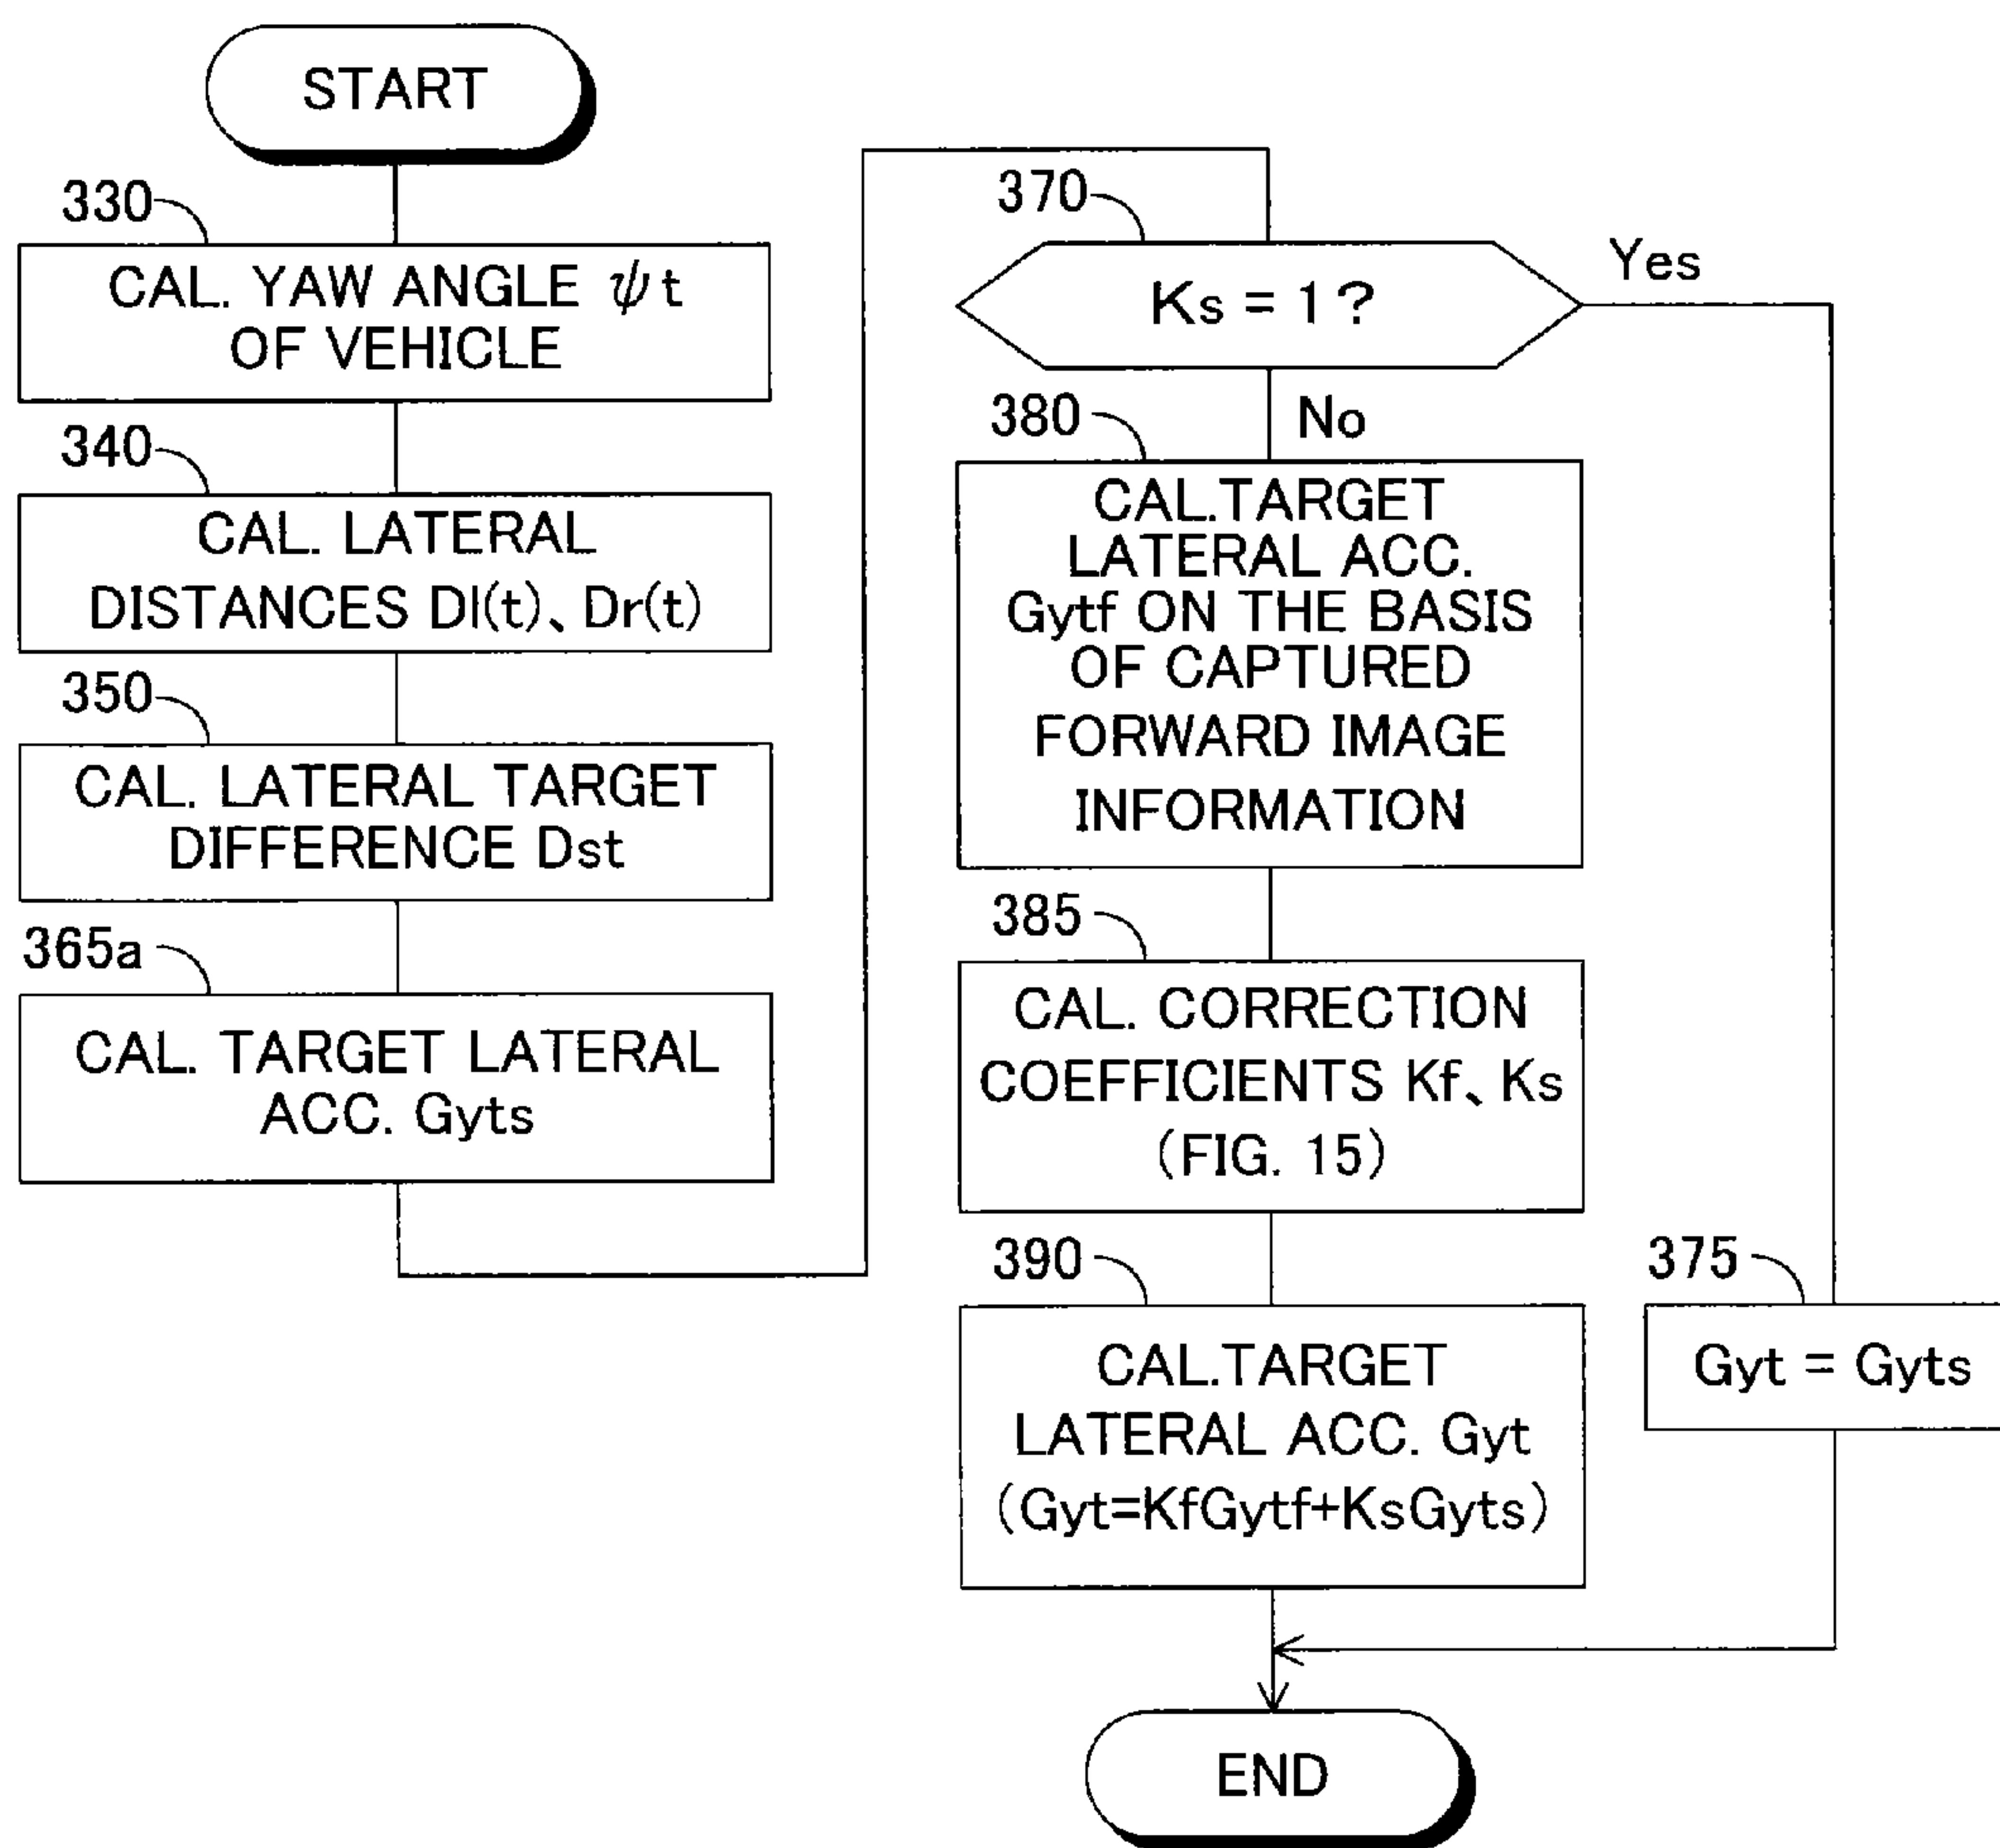 START
330
CAL. YAW ANGLE ψt
OF VEHICLE
340
CAL. LATERAL
DISTANCES Dl(t)、Dr(t)
350
CAL. LATERAL TARGET
DIFFERENCE Dst
365a
CAL. TARGET LATERAL
ACC. Gyts
370
Ks = 1 ?
Yes
No
380
CAL.TARGET
LATERAL ACC.
Gytf ON THE BASIS
OF CAPTURED
FORWARD IMAGE
INFORMATION
385
CAL. CORRECTION
COEFFICIENTS Kf、Ks
(FIG. 15)
390
CAL.TARGET
LATERAL ACC. Gyt
(Gyt=KfGytf+KsGyts)
375
Gyt = Gyts
END